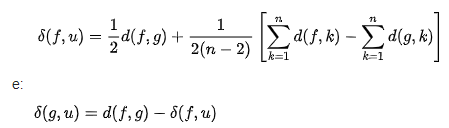 δ(f,u) = 1/2 d(f,g) + 1/(2(n − 2)) [∑_{k=1}^{n} d(f,k) − ∑_{k=1}^{n} d(g,k)]
e:
δ(g,u) = d(f,g) − δ(f,u)